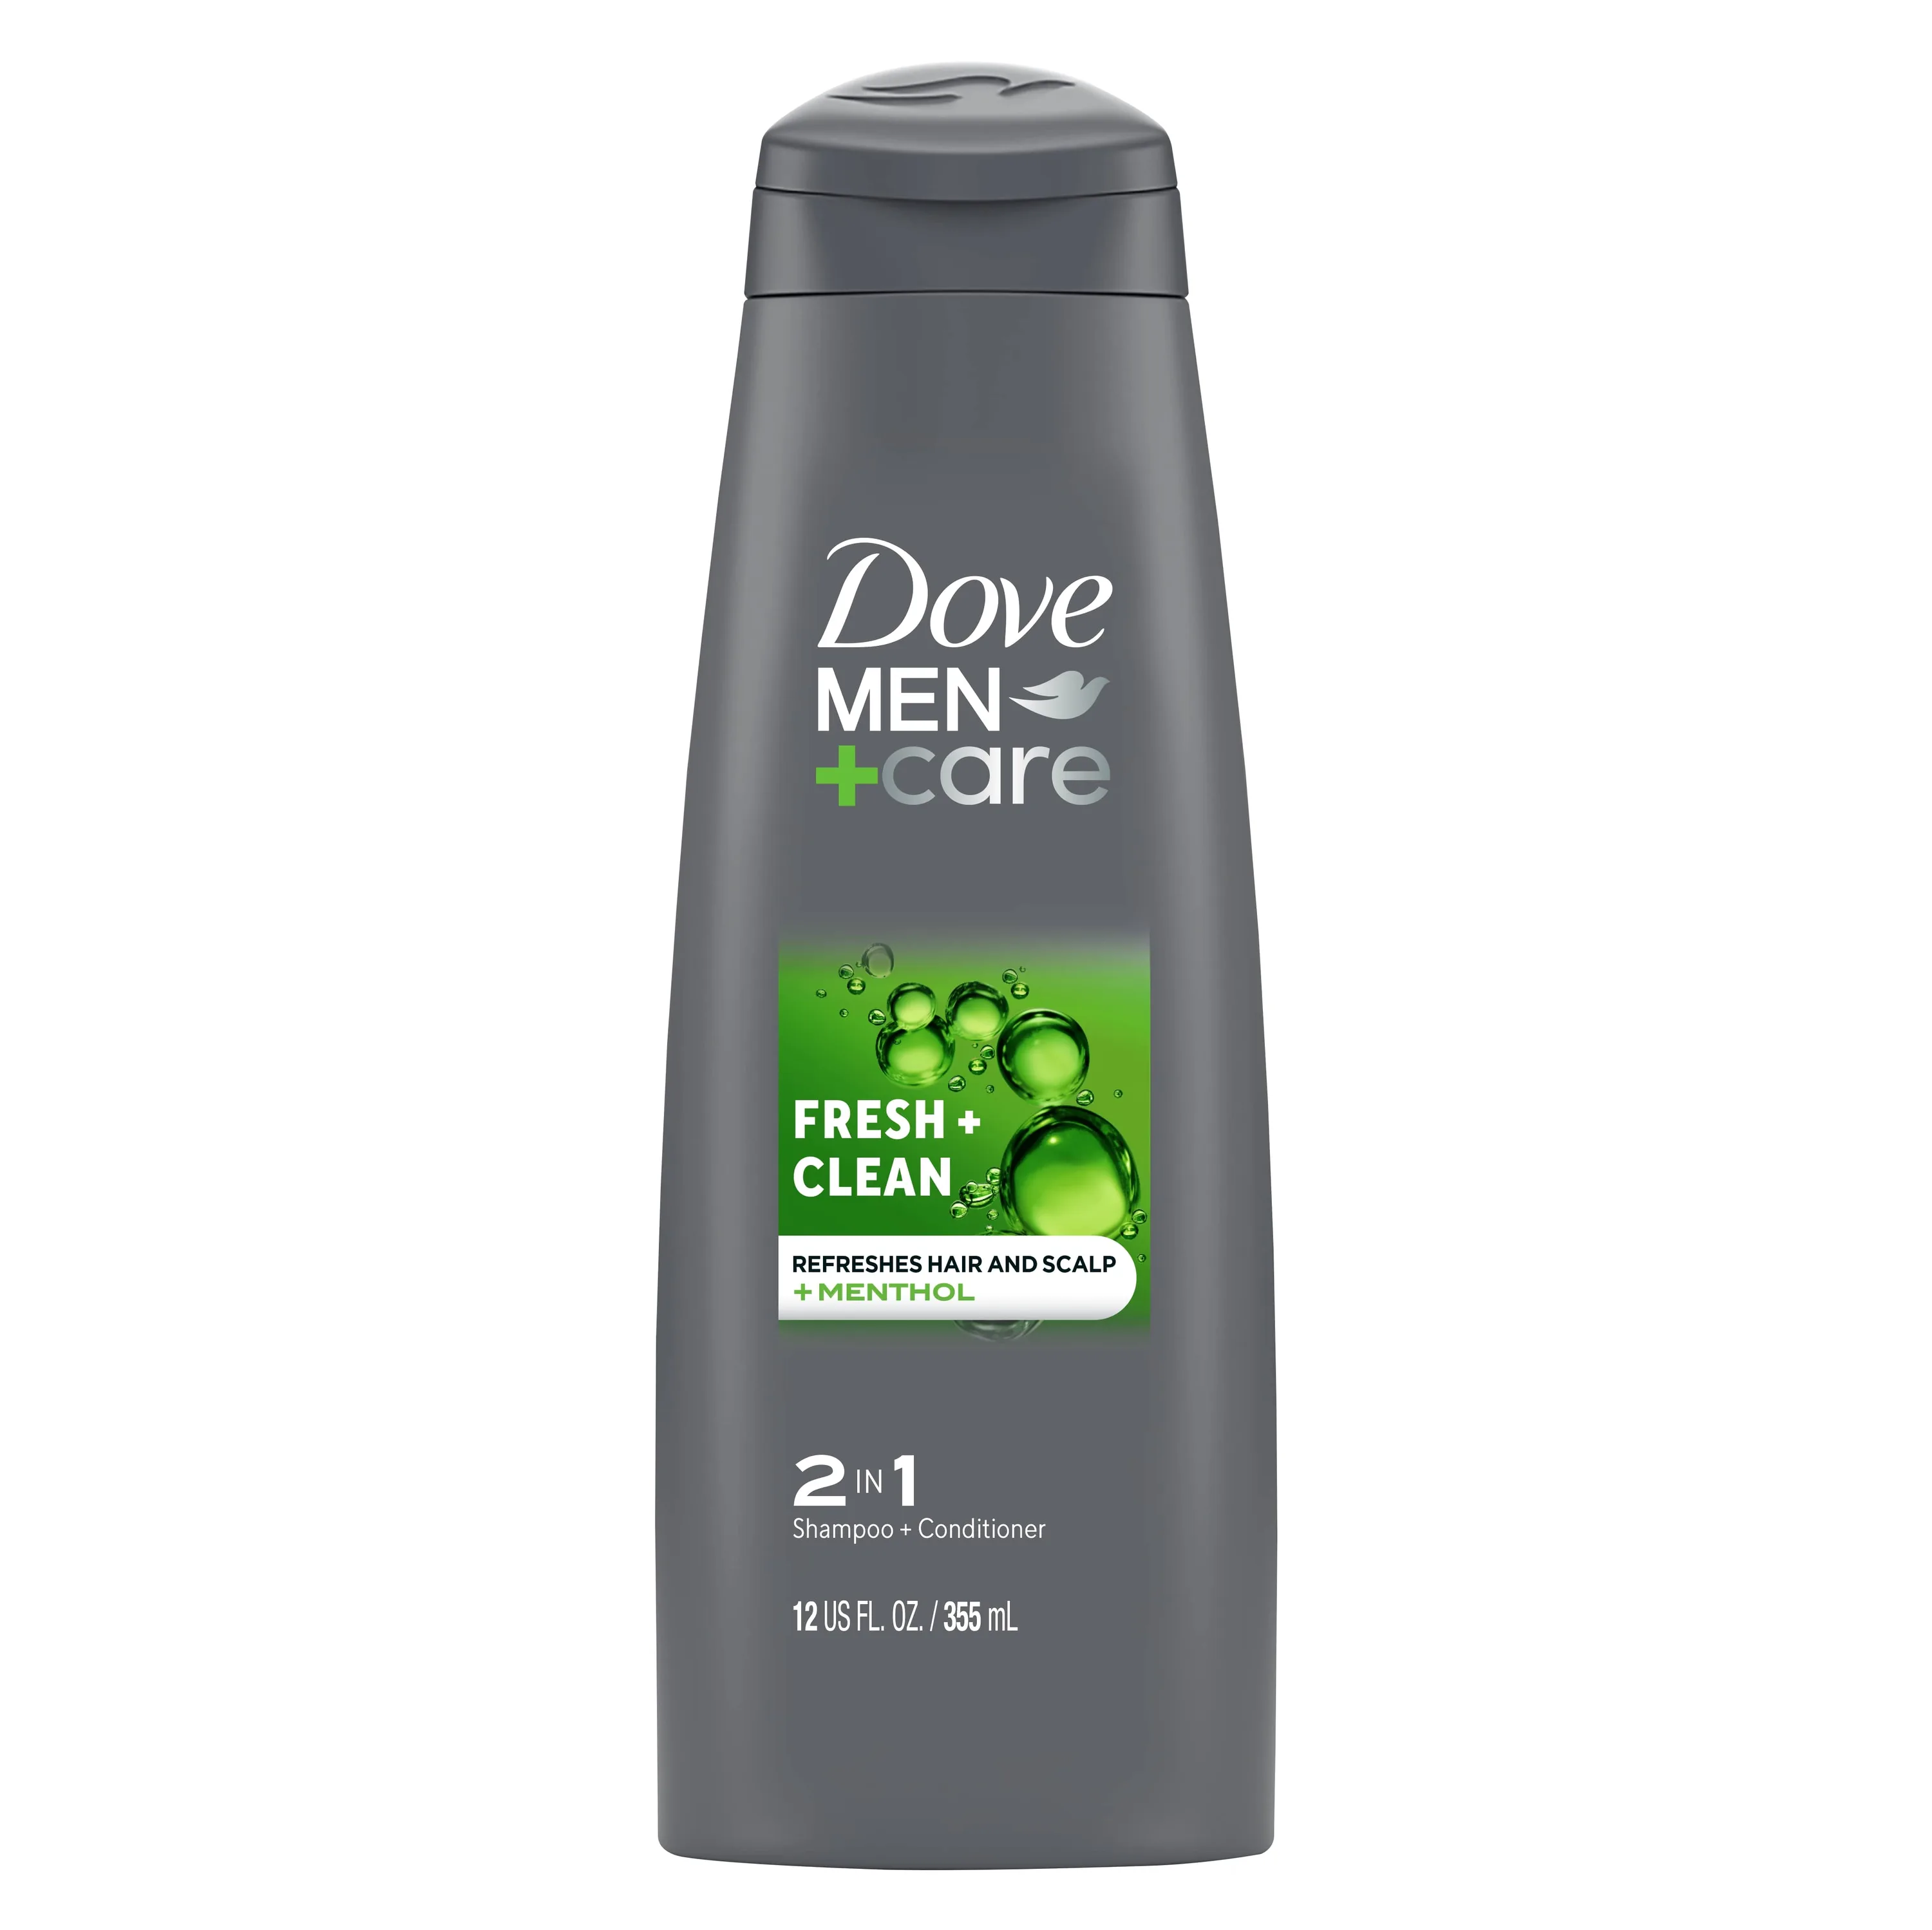 Dove
MEN
+care
FRESH +
CLEAN
REFRESHES HAIR AND SCALP
+ MENTHOL
2 IN 1
Shampoo + Conditioner
12 US FL. OZ. / 355 mL